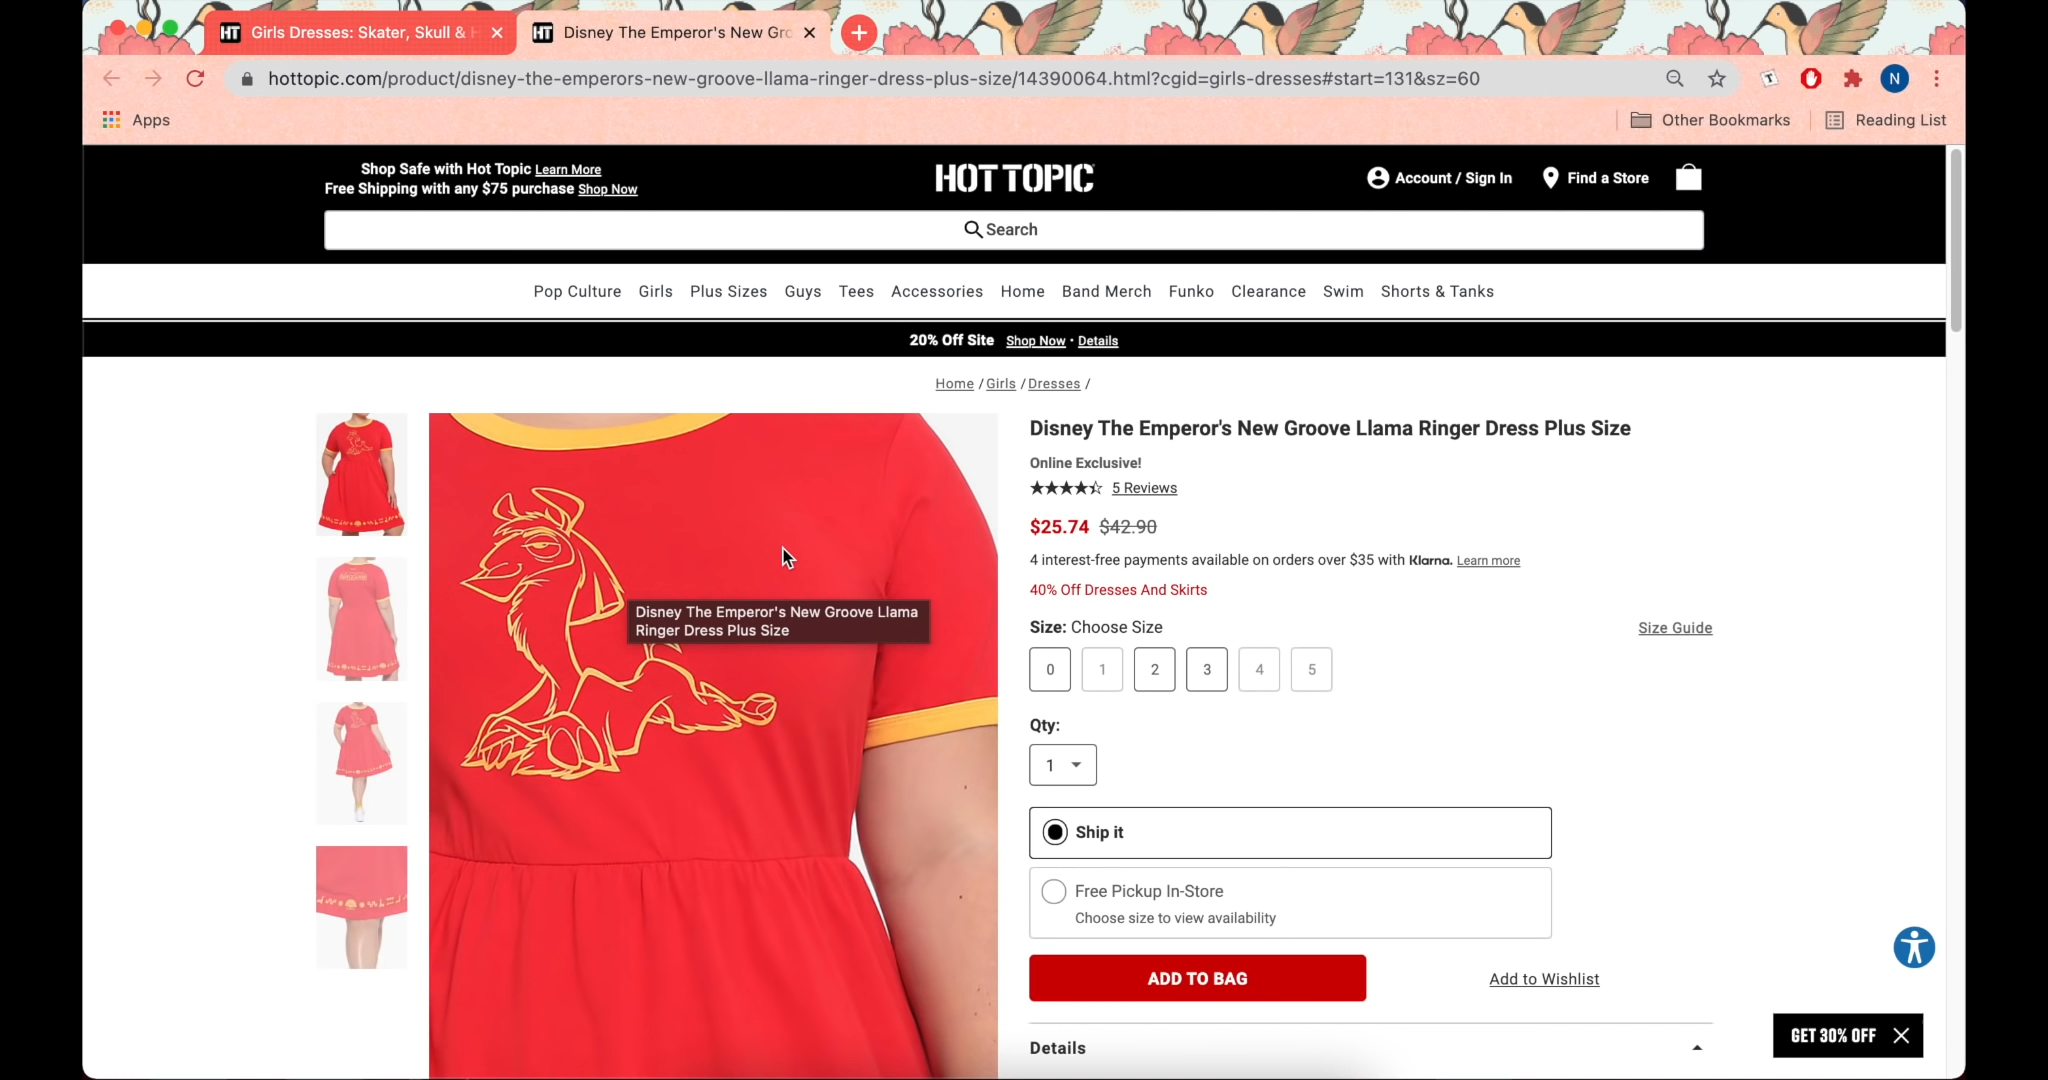 Girls Dresses: Skater, Skull &
Disney The Emperor's New Gro
hottopic.com/product/disney-the-emperors-new-groove-llama-ringer-dress-plus-size/14390064.html?cgid=girls-dresses#start=131&sz=60
N
Apps
Other Bookmarks
Reading List
Shop Safe with Hot Topic Learn More
Free Shipping with any $75 purchase Shop Now
HOT TOPIC
Account / Sign In
Find a Store
Search
Pop Culture Girls Plus Sizes Guys Tees Accessories Home Band Merch Funko Clearance Swim Shorts & Tanks
20% Off Site Shop Now · Details
Home / Girls / Dresses /
Disney The Emperor's New Groove Llama Ringer Dress Plus Size
Online Exclusive!
5 Reviews
$25.74 $42.90
4 interest-free payments available on orders over $35 with Klarna. Learn more
40% Off Dresses And Skirts
Disney The Emperor's New Groove Llama
Ringer Dress Plus Size
Size: Choose Size
Size Guide
0 1 2 3 4 5
Qty:
1
Ship it
Free Pickup In-Store
Choose size to view availability
ADD TO BAG
Add to Wishlist
GET 30% OFF
Details